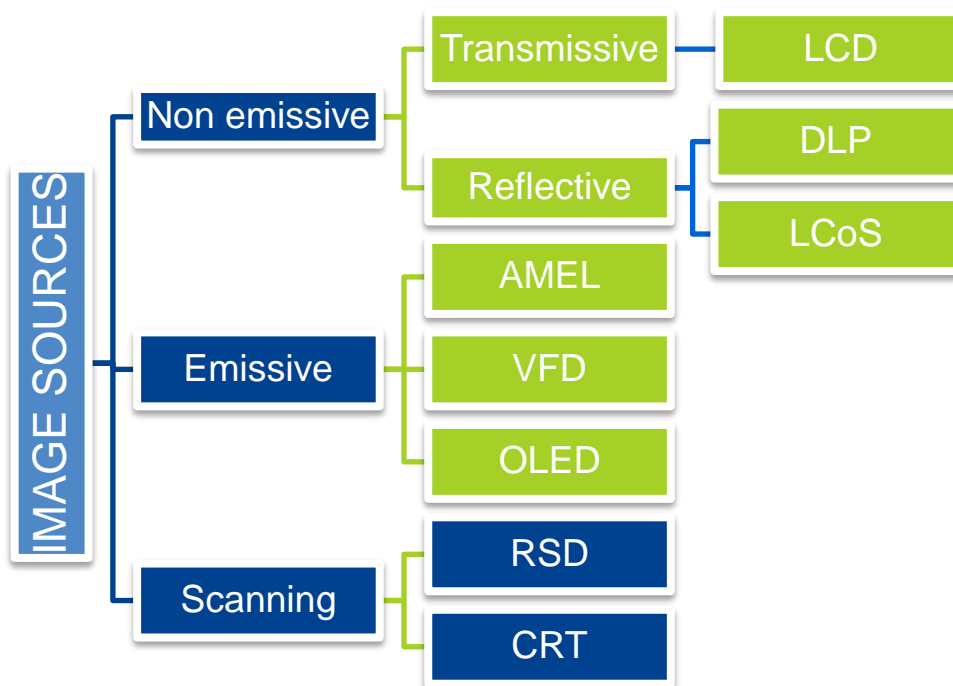 IMAGE SOURCES
Non emissive
Transmissive
LCD
Reflective
DLP
LCoS
Emissive
AMEL
VFD
OLED
Scanning
RSD
CRT